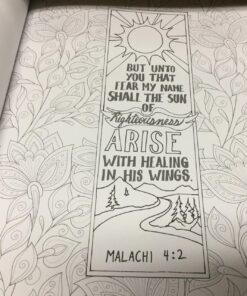 BUT UNTO
YOU THAT
FEAR MY NAME
SHALL THE SUN
OF
Righteousness
ARISE
WITH HEALING
IN HIS WINGS.
MALACHI 4:2